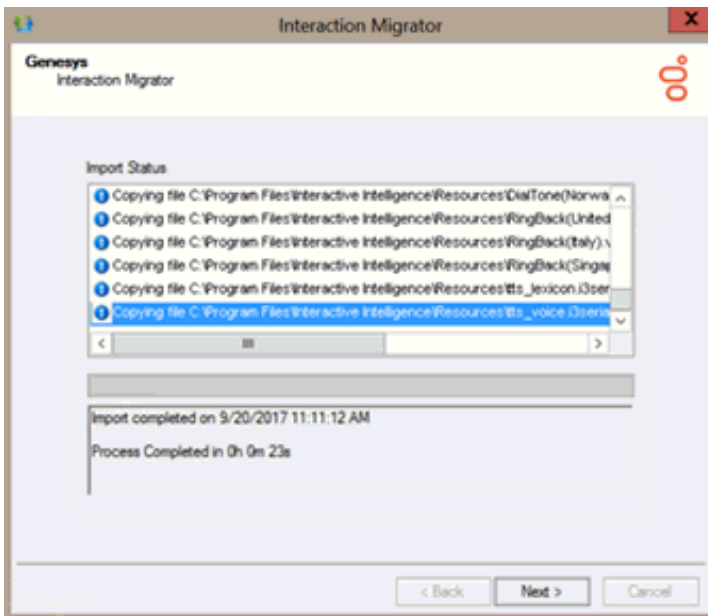 Interaction Migrator
Genesys
Interaction Migrator
Import Status
Copying file C:\Program Files\Interactive Intelligence\Resources\DialTone(Norwa
Copying file C:\Program Files\Interactive Intelligence\Resources\RingBack(United
Copying file C:\Program Files\Interactive Intelligence\Resources\RingBack(Italy).v
Copying file C:\Program Files\Interactive Intelligence\Resources\RingBack(Singap
Copying file C:\Program Files\Interactive Intelligence\Resources\tts_lexicon.i3ser
Copying file C:\Program Files\Interactive Intelligence\Resources\tts_voice.i3seria
Import completed on 9/20/2017 11:11:12 AM
Process Completed in 0h 0m 23s
< Back Next > Cancel